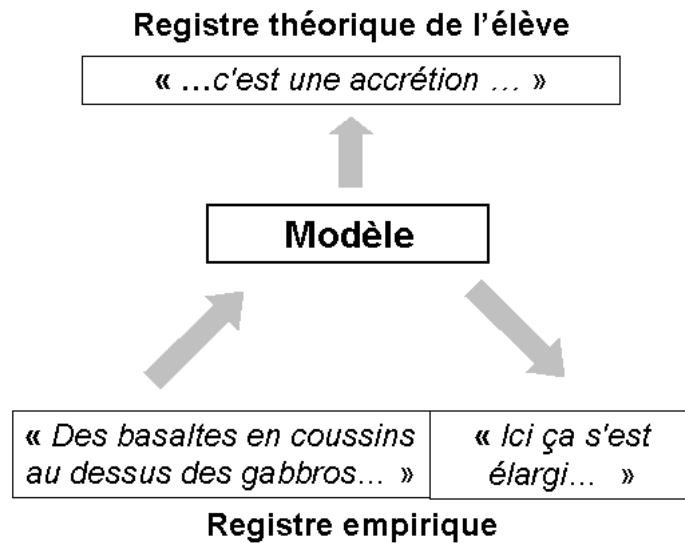 Registre théorique de l'élève
« …c'est une accrétion … »
Modèle
« Des basaltes en coussins
au dessus des gabbros… »
« Ici ça s'est
élargi… »
Registre empirique